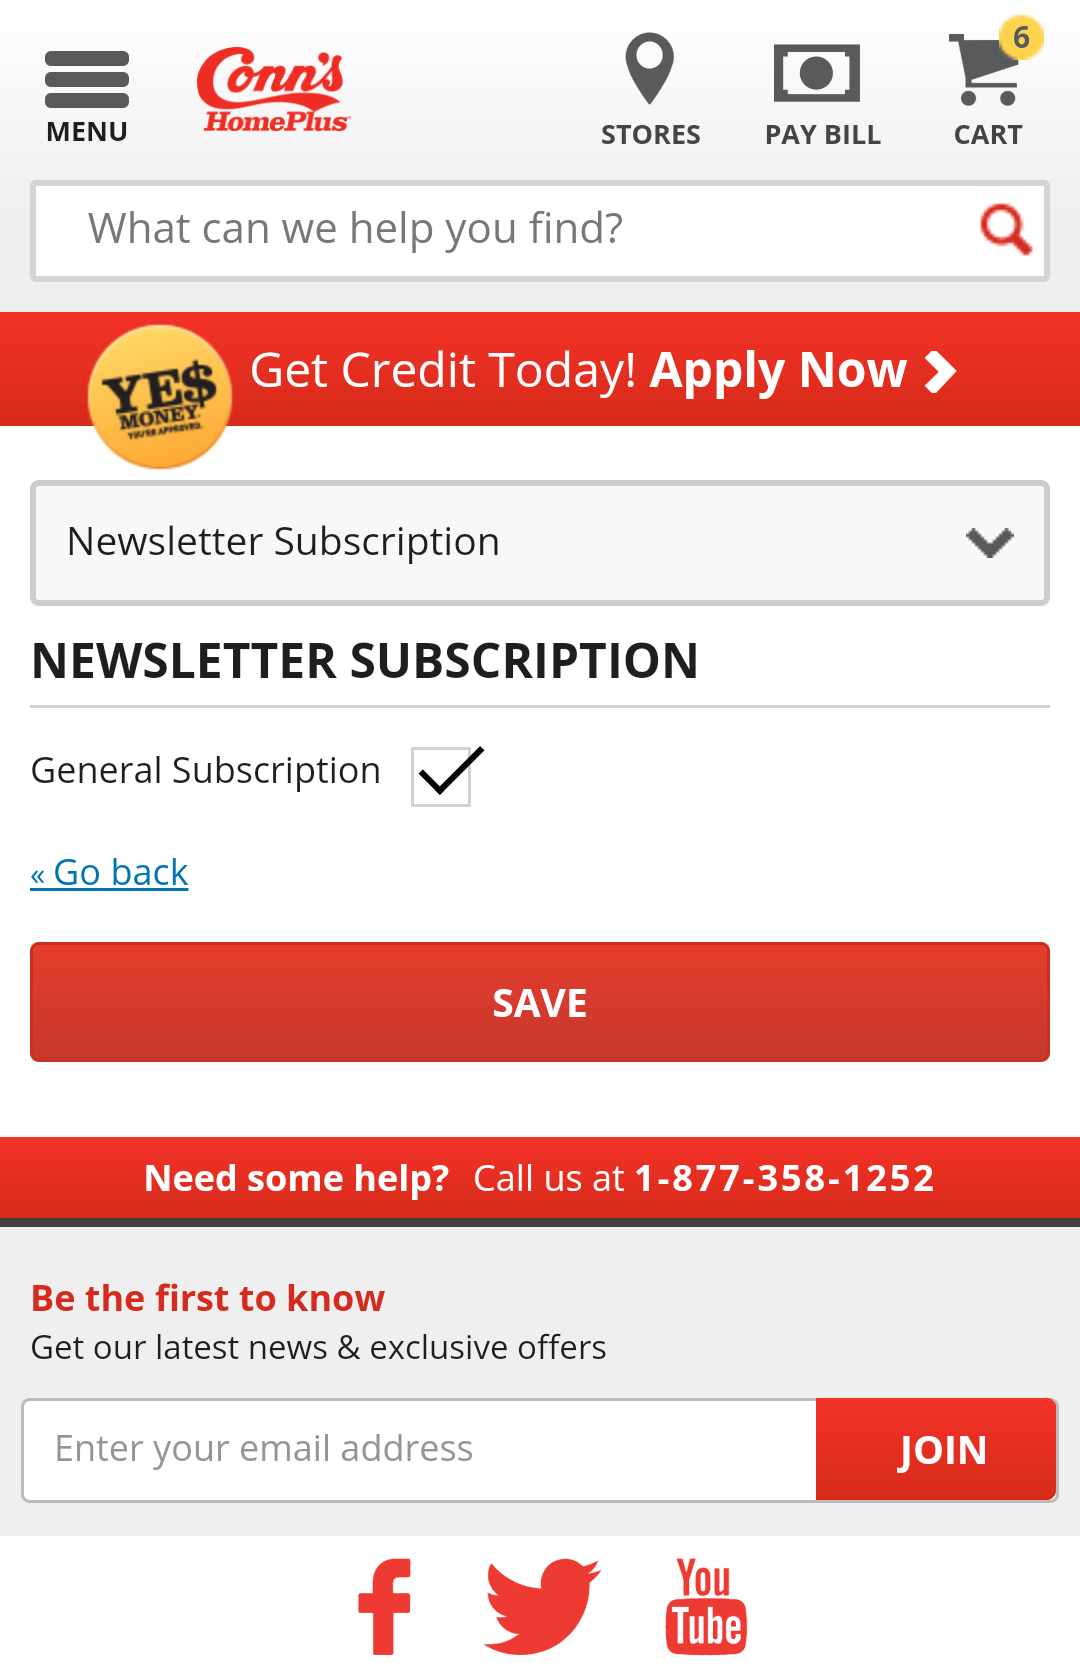 MENU
Conn's
HomePlus
STORES
PAY BILL
6
CART
What can we help you find?
YE$
MONEY
YOU'RE APPROVED.
Get Credit Today! Apply Now
Newsletter Subscription
NEWSLETTER SUBSCRIPTION
General Subscription
« Go back
SAVE
Need some help? Call us at 1-877-358-1252
Be the first to know
Get our latest news & exclusive offers
Enter your email address
JOIN
You
Tube